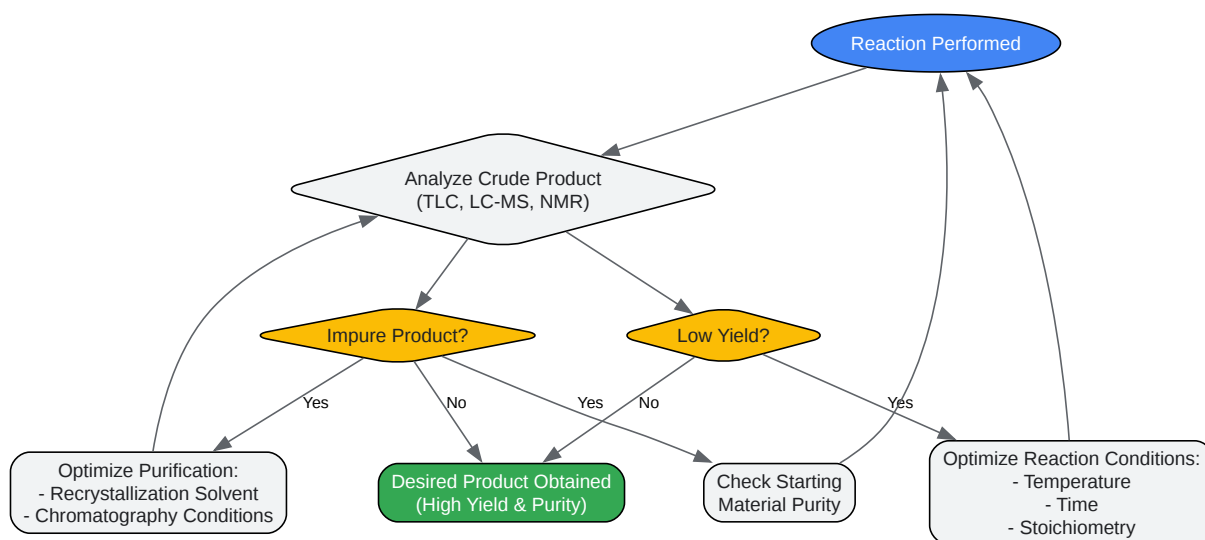 Reaction Performed
Analyze Crude Product
(TLC, LC-MS, NMR)
Impure Product?
Low Yield?
Yes
No
Yes
No
Yes
Optimize Purification:
- Recrystallization Solvent
- Chromatography Conditions
Desired Product Obtained
(High Yield & Purity)
Check Starting
Material Purity
Optimize Reaction Conditions:
- Temperature
- Time
- Stoichiometry